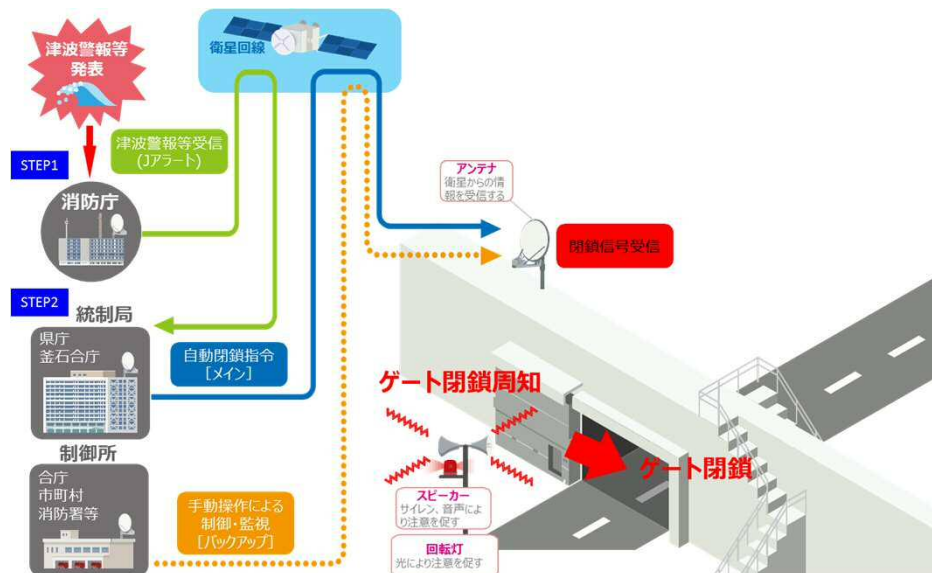 津波警報等
発表
衛星回線
津波警報等受信
(Jアラート)
STEP1
消防庁
アンテナ
衛星からの情
報を受信する
閉鎖信号受信
STEP2
統制局
県庁
釜石合庁
自動閉鎖指令
[メイン]
ゲート閉鎖周知
ゲート閉鎖
制御所
合庁
市町村
消防署等
手動操作による
制御・監視
[バックアップ]
スピーカー
サイレン、音声によ
り注意を促す
回転灯
光により注意を促す